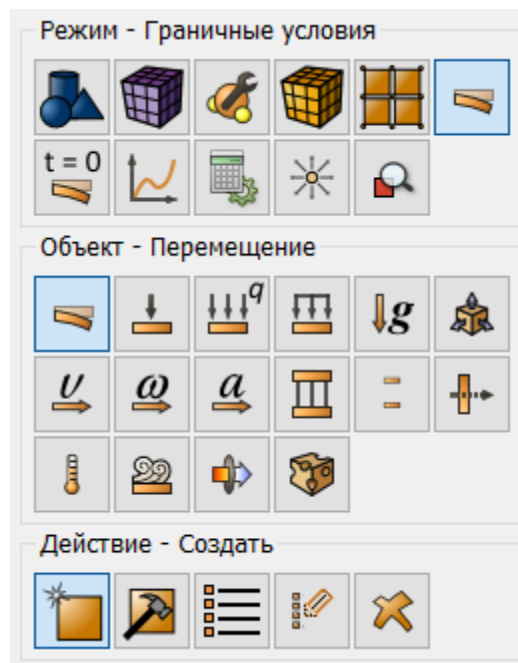 Режим - Граничные условия
t = 0
Объект - Перемещение
q g
υ ω a
Действие - Создать